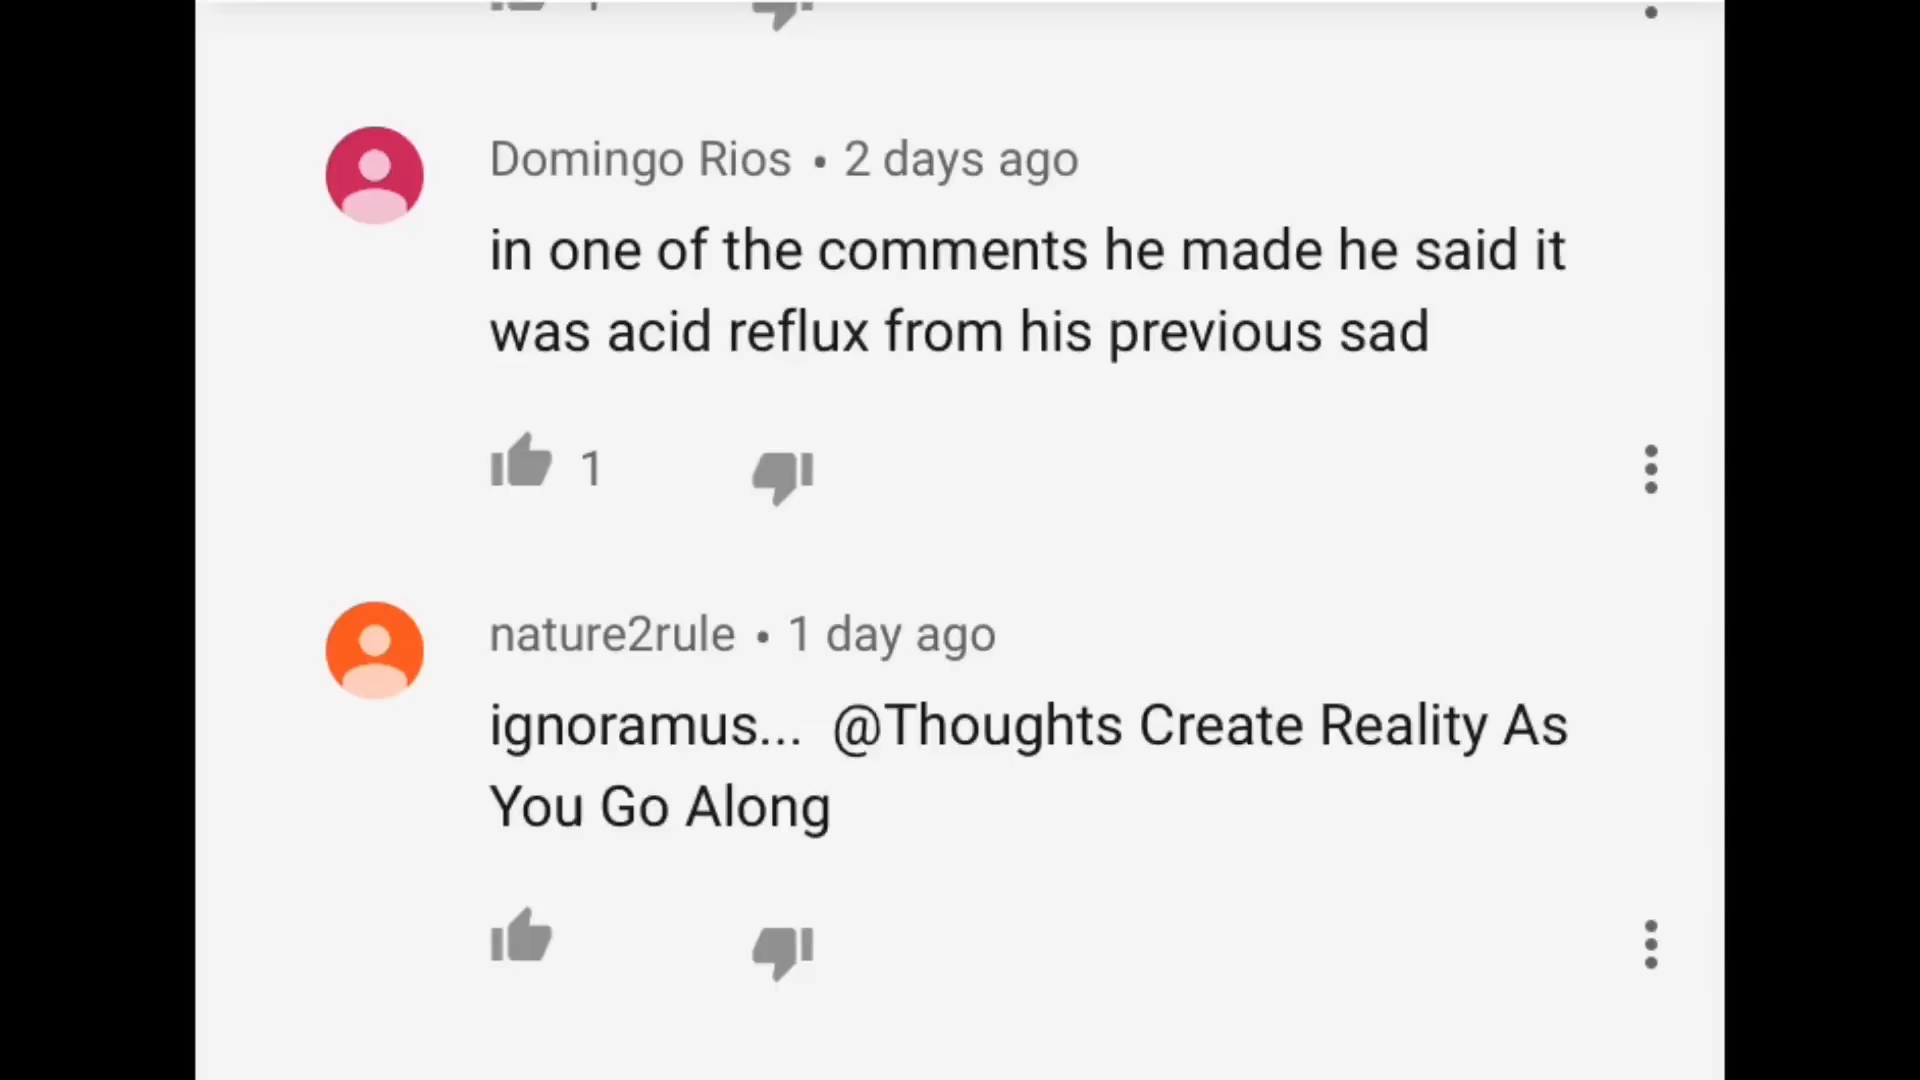 Domingo Rios • 2 days ago
in one of the comments he made he said it
was acid reflux from his previous sad
1
nature2rule • 1 day ago
ignoramus... @Thoughts Create Reality As
You Go Along